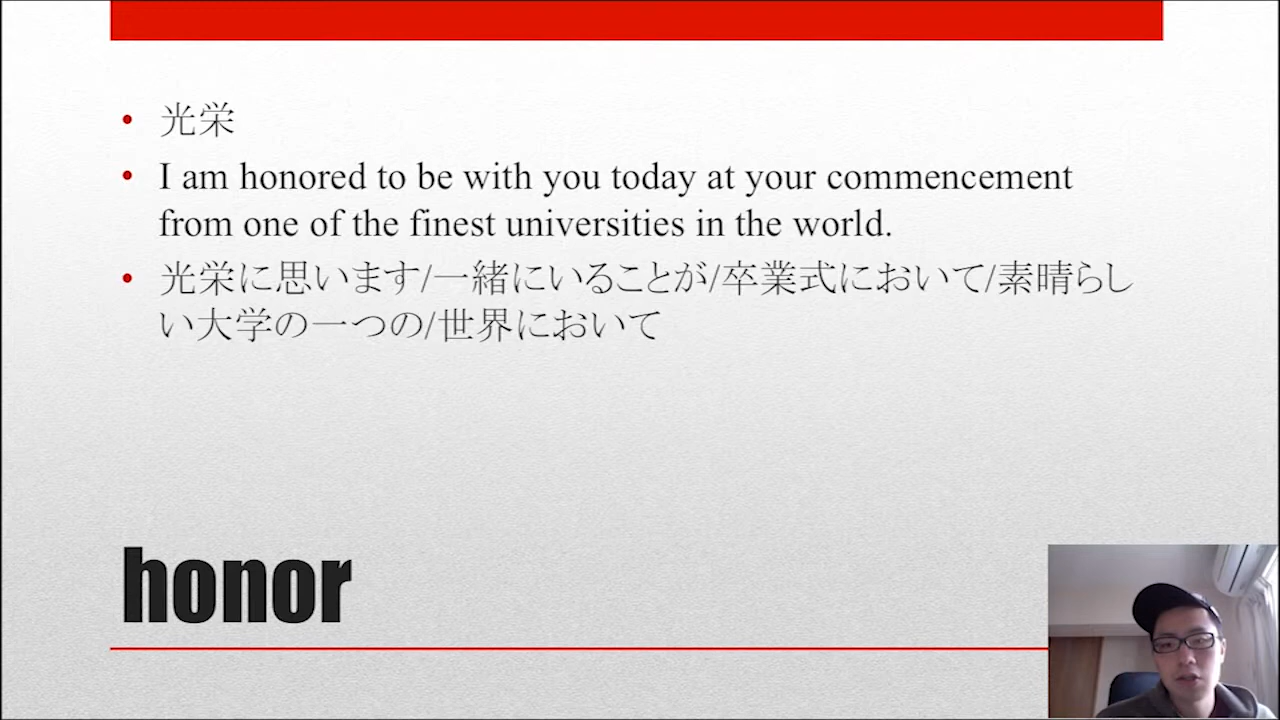 光栄
I am honored to be with you today at your commencement
from one of the finest universities in the world.
光栄に思います/一緒にいることが/卒業式において/素晴らし
い大学の一つの/世界において
honor